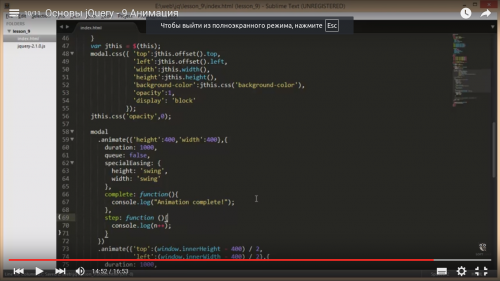 10/11 Основы jQuery - 9 Анимация
Чтобы выйти из полноэкранного режима, нажмите Esc
lesson_9
jquery-2.1.0.js
46 }
47 var jthis = $(this);
48 modal.css({ 'top':jthis.offset().top,
49 'left':jthis.offset().left,
50 'width':jthis.width(),
51 'height':jthis.height(),
52 'background-color':jthis.css('background-color'),
53 'opacity':1,
54 'display': 'block'
55 });
56 jthis.css('opacity',0);
57
58 modal
59 .animate({'height':400,'width':400},{
60 duration: 1000,
61 queue: false,
62 specialEasing: {
63 height: 'swing',
64 width: 'swing'
65 },
66 complete: function(){
67 console.log("Animation complete!");
68 },
69 step: function (){
70 console.log(n++);
71 }
72 })
73 .animate({'top':(window.innerHeight - 400) / 2,
74 'left':(window.innerWidth - 400) / 2},{
75 duration: 1000,
14:52 / 16:53